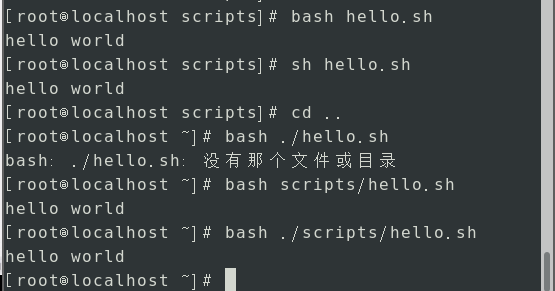 [root@localhost scripts]# bash hello.sh
hello world
[root@localhost scripts]# sh hello.sh
hello world
[root@localhost scripts]# cd ..
[root@localhost ~]# bash ./hello.sh
bash: ./hello.sh: 没有那个文件或目录
[root@localhost ~]# bash scripts/hello.sh
hello world
[root@localhost ~]# bash ./scripts/hello.sh
hello world
[root@localhost ~]#